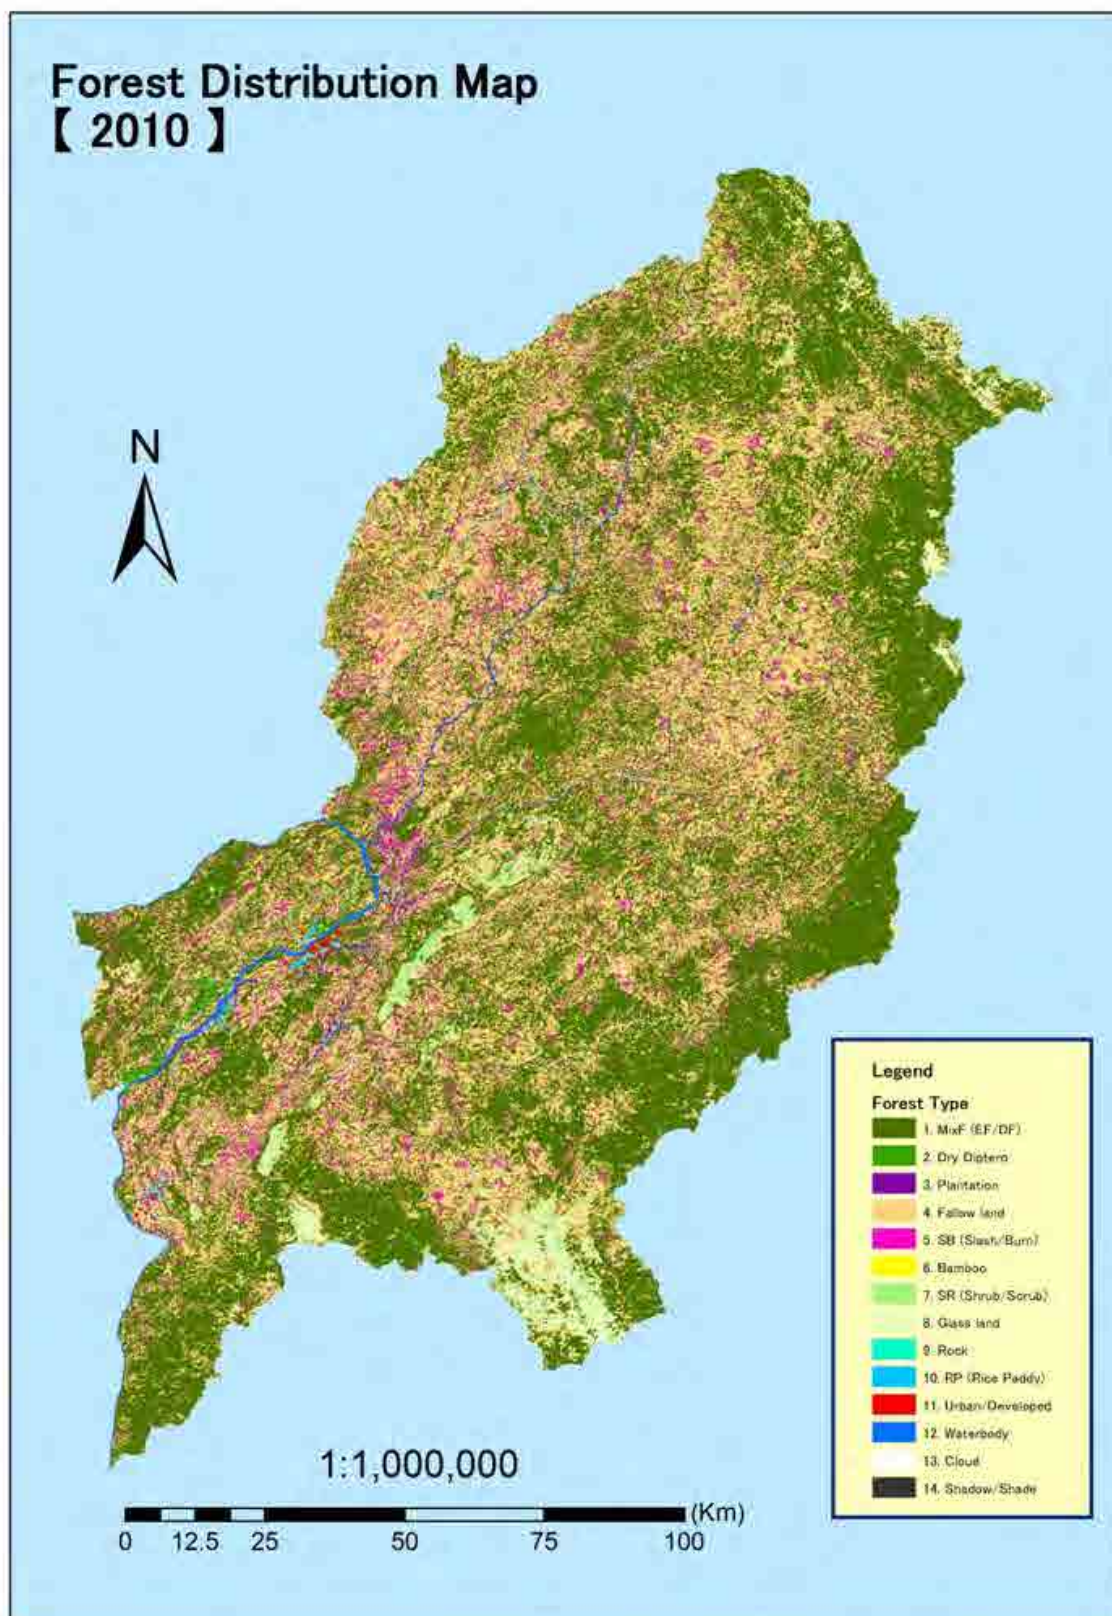 Forest Distribution Map
【 2010 】
N
Legend
Forest Type
1. MixF (EF/DF)
2. Dry Diptero
3. Plantation
4. Fallow land
5. SB (Slash/Burn)
6. Bamboo
7. SR (Shrub/Scrub)
8. Glass land
9. Rock
10. RP (Rice Paddy)
11. Urban/Developed
12. Waterbody
13. Cloud
14. Shadow/Shade
1:1,000,000
(Km)
0 12.5 25 50 75 100